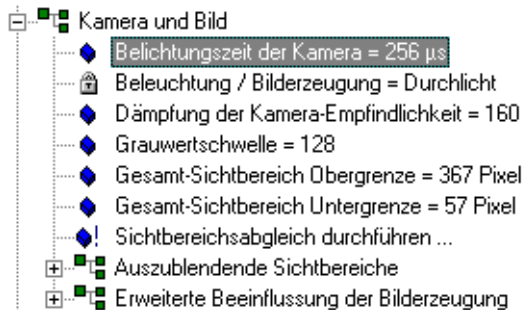 Kamera und Bild
Belichtungszeit der Kamera = 256 µs
Beleuchtung / Bilderzeugung = Durchlicht
Dämpfung der Kamera-Empfindlichkeit = 160
Grauwertschwelle = 128
Gesamt-Sichtbereich Obergrenze = 367 Pixel
Gesamt-Sichtbereich Untergrenze = 57 Pixel
Sichtbereichsabgleich durchführen ...
Auszublendende Sichtbereiche
Erweiterte Beeinflussung der Bilderzeugung